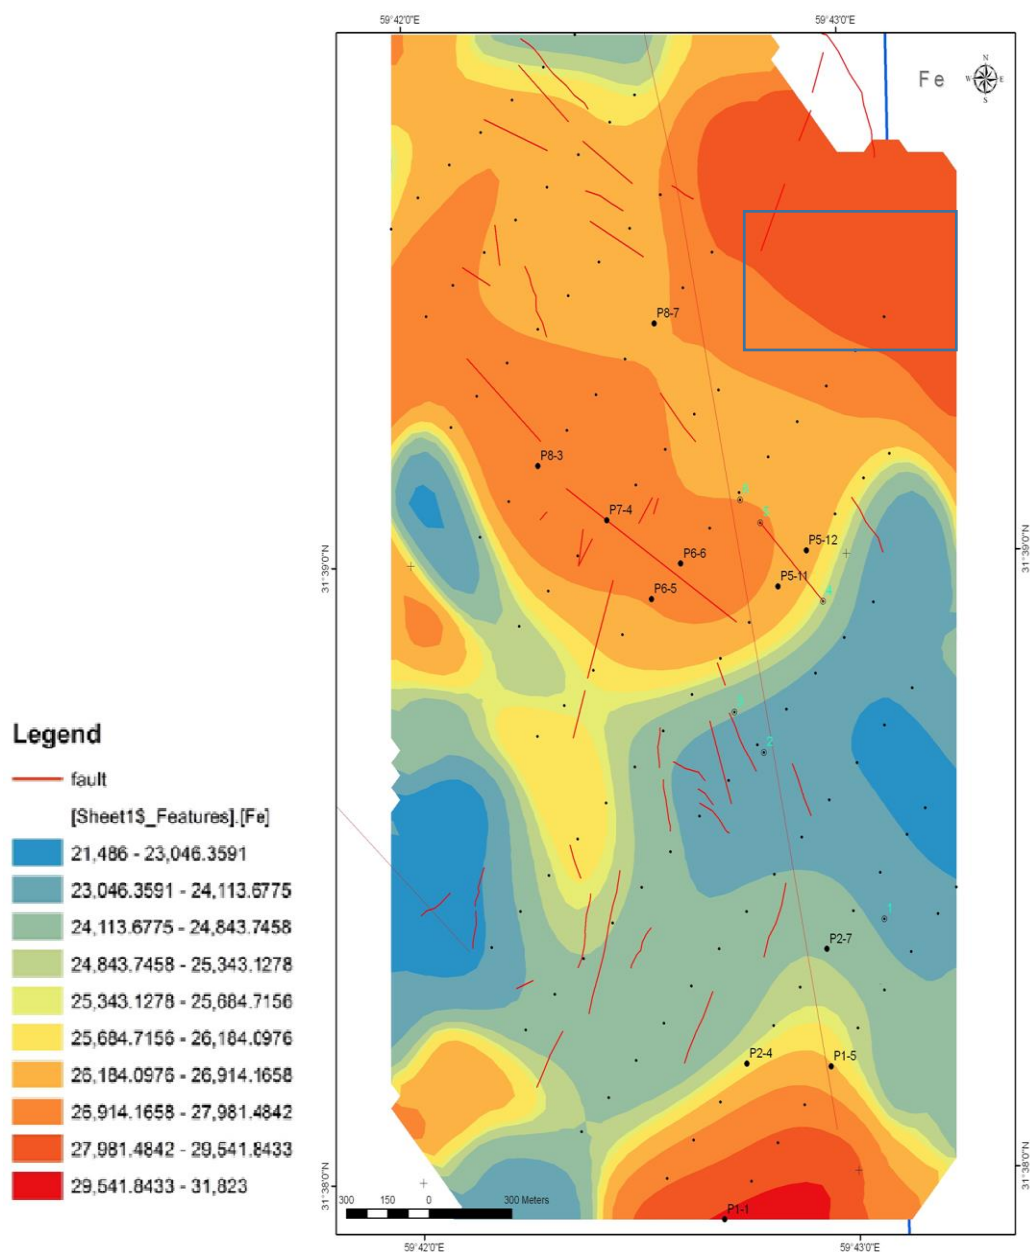 59°42'0"E
59°43'0"E
Fe
N
W
E
S
P8-7
P8-3
P7-4
P5-12
P6-6
P5-11
P6-5
4
31°39'0"N
31°39'0"N
2
1
P2-7
P2-4
P1-5
P1-1
Legend
fault
[Sheet1$_Features].[Fe]
21,486 - 23,046.3591
23,046.3591 - 24,113.6775
24,113.6775 - 24,843.7458
24,843.7458 - 25,343.1278
25,343.1278 - 25,684.7156
25,684.7156 - 26,184.0976
26,184.0976 - 26,914.1658
26,914.1658 - 27,981.4842
27,981.4842 - 29,541.8433
29,541.8433 - 31,823
31°38'0"N
31°38'0"N
300 150 0 300 Meters
59°42'0"E
59°43'0"E